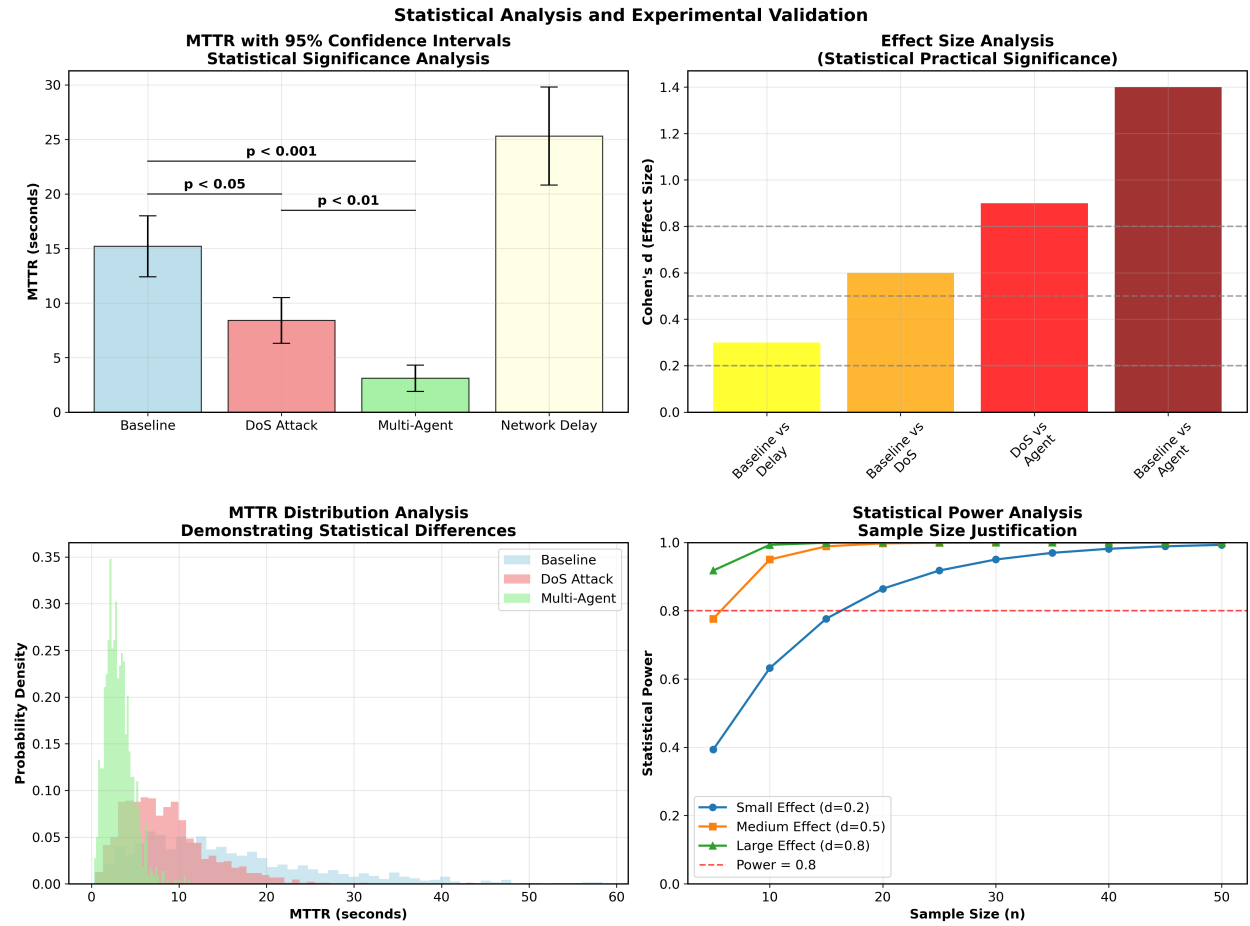 Statistical Analysis and Experimental Validation
MTTR with 95% Confidence Intervals
Statistical Significance Analysis
MTTR (seconds)
30
25
20
15
10
5
0
p < 0.001
p < 0.05
p < 0.01
Baseline
DoS Attack
Multi-Agent
Network Delay
Effect Size Analysis
(Statistical Practical Significance)
Cohen's d (Effect Size)
1.4
1.2
1.0
0.8
0.6
0.4
0.2
0.0
Baseline vs
Delay
Baseline vs
DoS
DoS vs
Agent
Baseline vs
Agent
MTTR Distribution Analysis
Demonstrating Statistical Differences
Probability Density
0.35
0.30
0.25
0.20
0.15
0.10
0.05
0.00
Baseline
DoS Attack
Multi-Agent
0
10
20
30
40
50
60
MTTR (seconds)
Statistical Power Analysis
Sample Size Justification
Statistical Power
1.0
0.8
0.6
0.4
0.2
0.0
Small Effect (d=0.2)
Medium Effect (d=0.5)
Large Effect (d=0.8)
Power = 0.8
10
20
30
40
50
Sample Size (n)